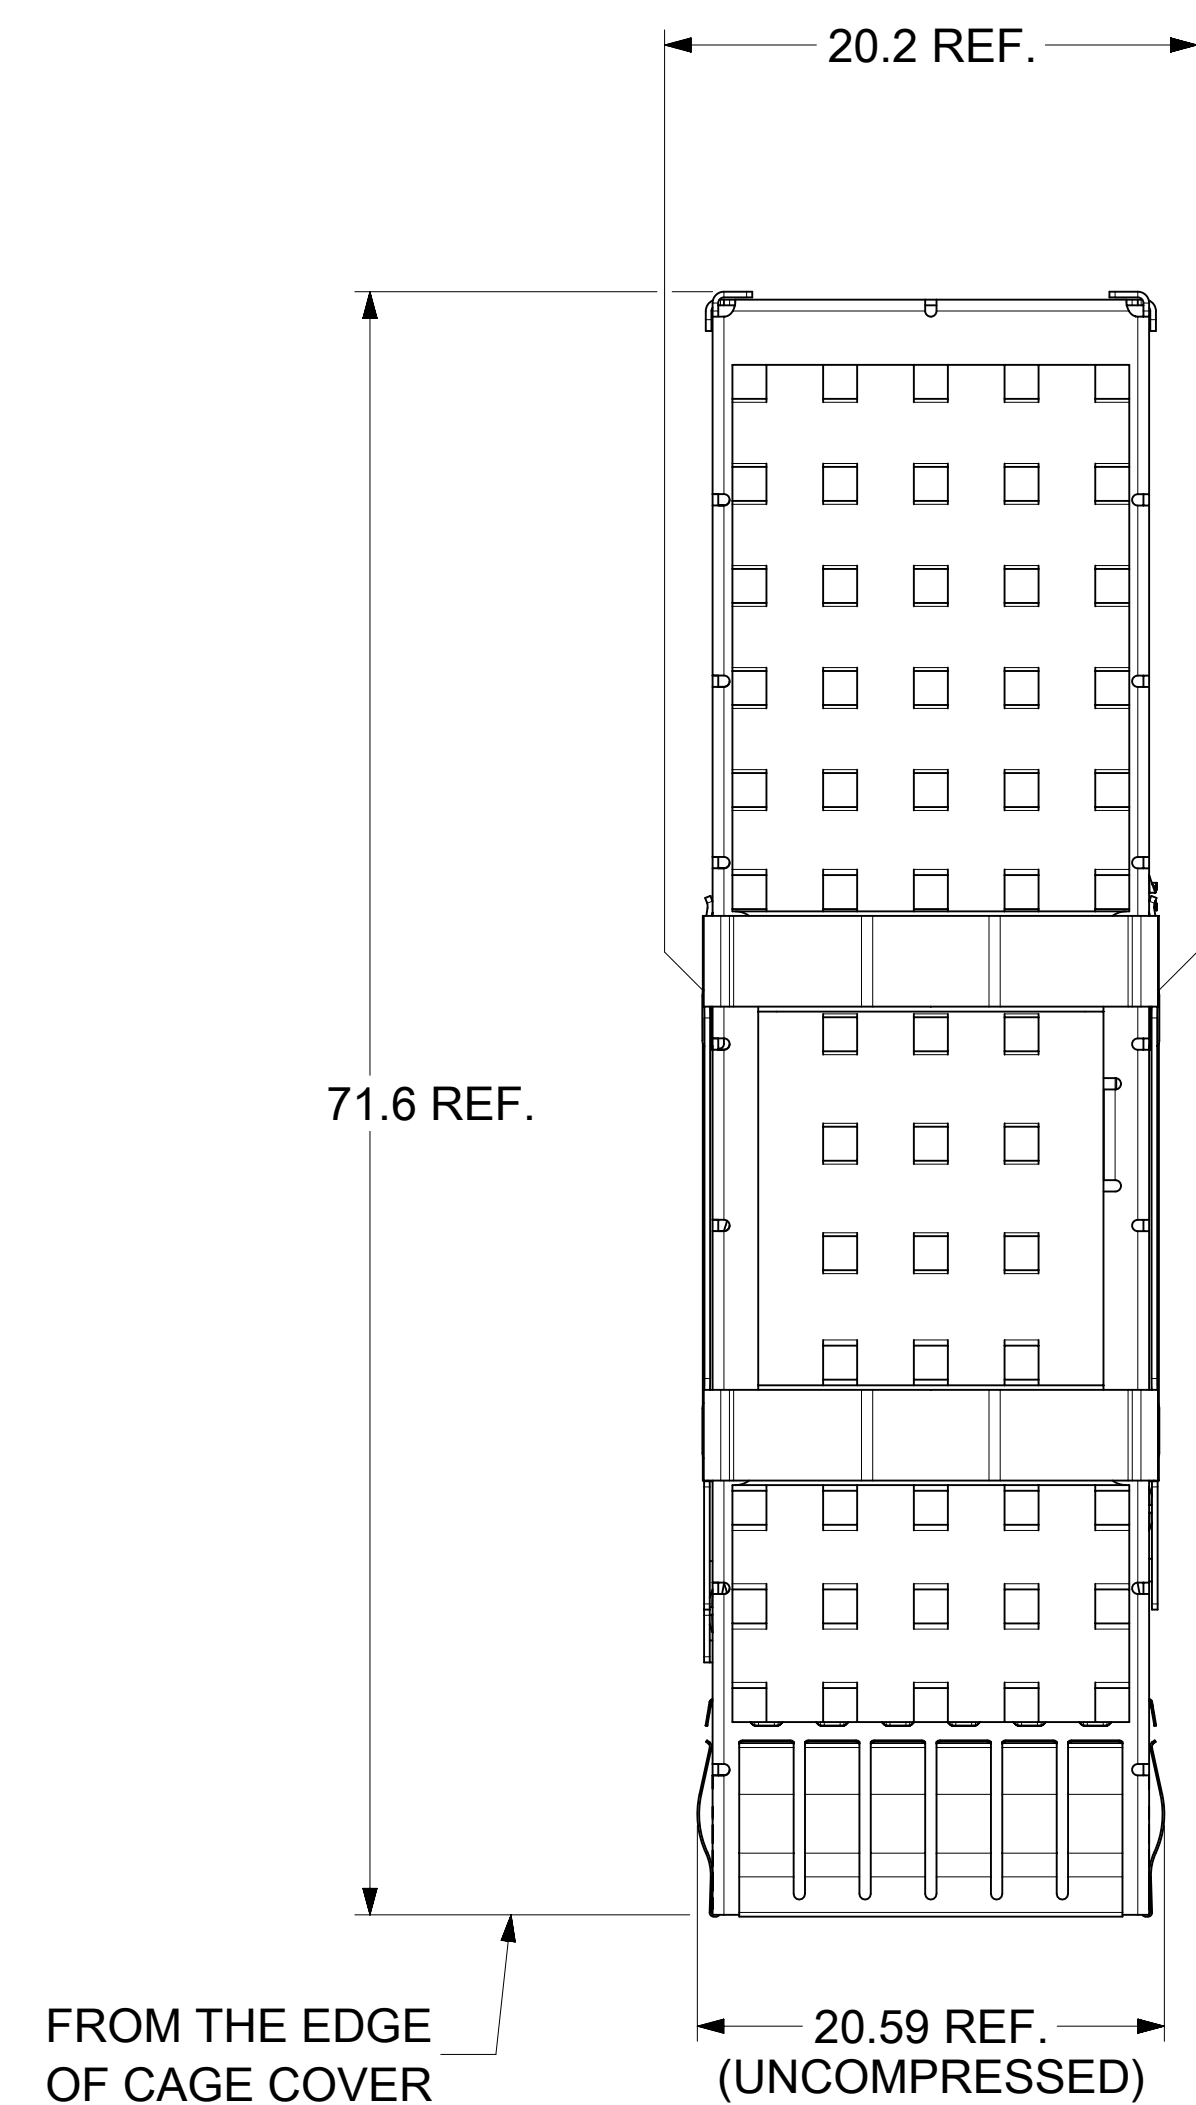 20.2 REF.
71.6 REF.
FROM THE EDGE
OF CAGE COVER
20.59 REF.
(UNCOMPRESSED)